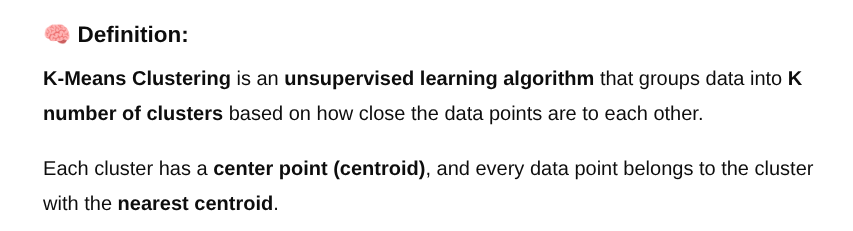 🧠 Definition:
K-Means Clustering is an unsupervised learning algorithm that groups data into K
number of clusters based on how close the data points are to each other.
Each cluster has a center point (centroid), and every data point belongs to the cluster
with the nearest centroid.